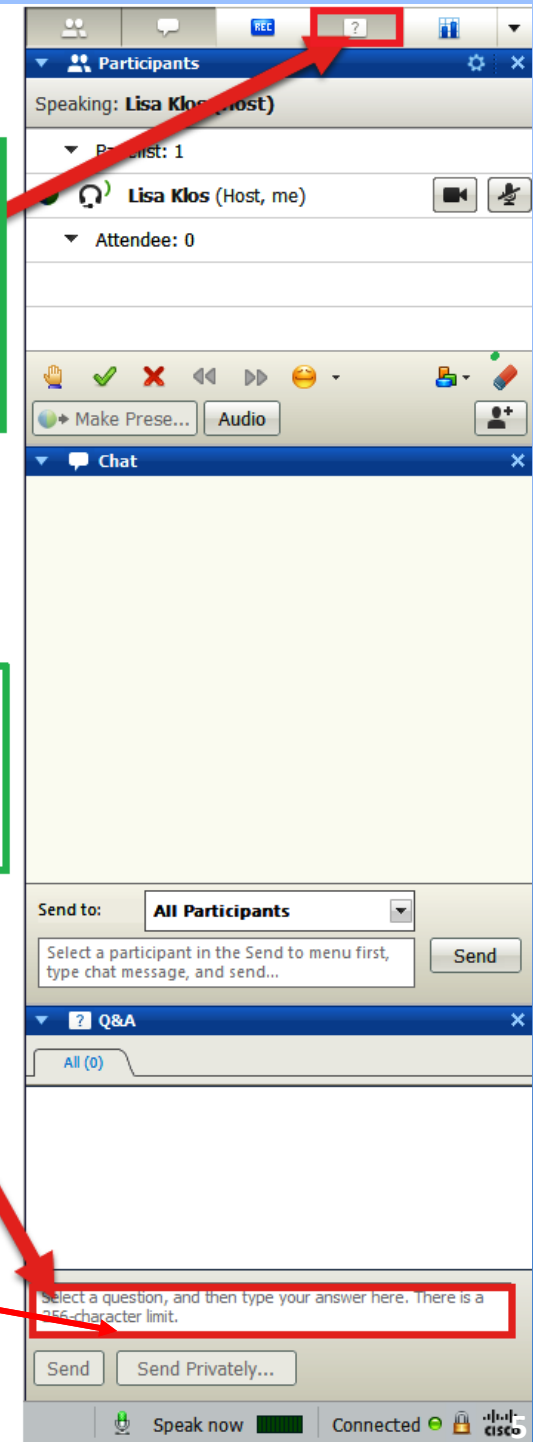 REC ?
Participants
Speaking: Lisa Klos (Host)
Panelist: 1
Lisa Klos (Host, me)
Attendee: 0
Make Prese... Audio
Chat
Send to: All Participants
Select a participant in the Send to menu first,
type chat message, and send...
Send
? Q&A
All (0)
Select a question, and then type your answer here. There is a
256-character limit.
Send Send Privately...
Speak now Connected CISCO
5